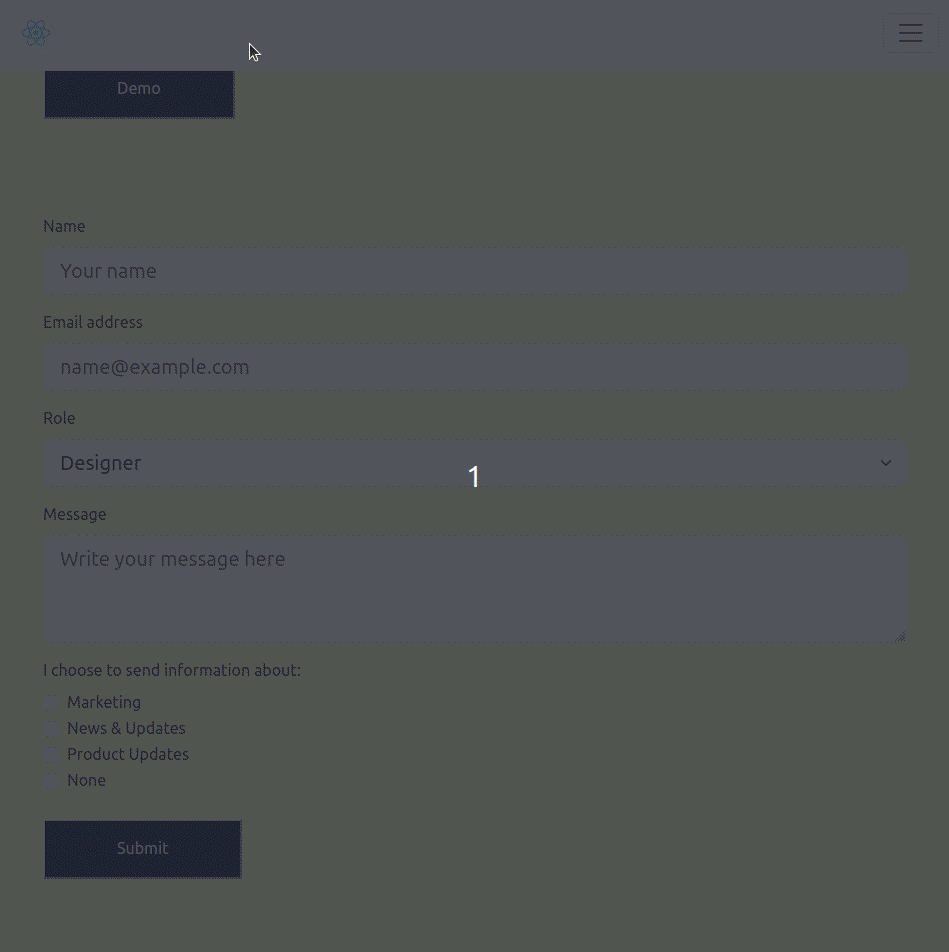 Demo
Name
Your name
Email address
name@example.com
Role
Designer
1
Message
Write your message here
I choose to send information about:
Marketing
News & Updates
Product Updates
None
Submit